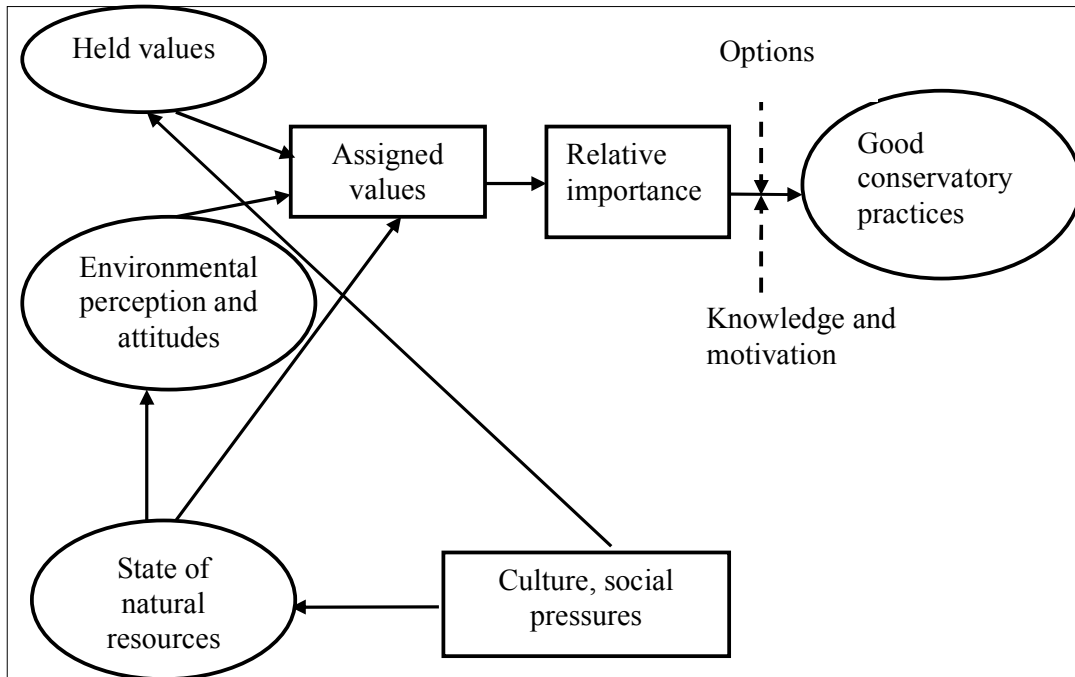 Held values
Options
Assigned
values
Relative
importance
Good
conservatory
practices
Environmental
perception and
attitudes
Knowledge and
motivation
State of
natural
resources
Culture, social
pressures